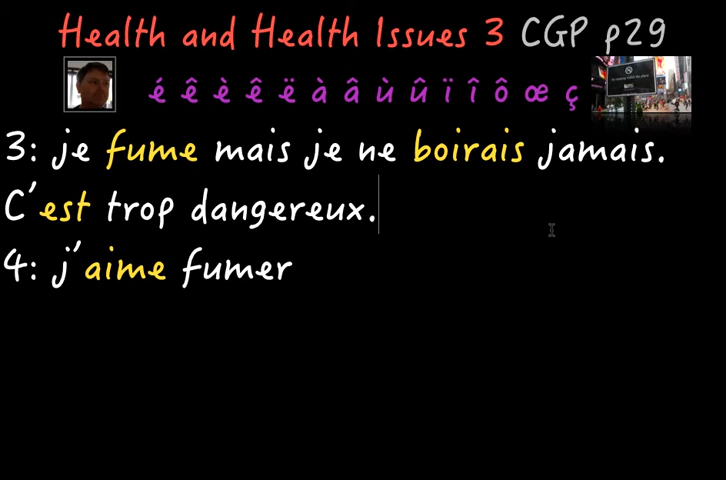 Health and Health Issues 3 CGP p29
é ê è ê ë à â ù û ï î ô œ ç
3: je fume mais je ne boirais jamais.
C'est trop dangereux.
4: j'aime fumer